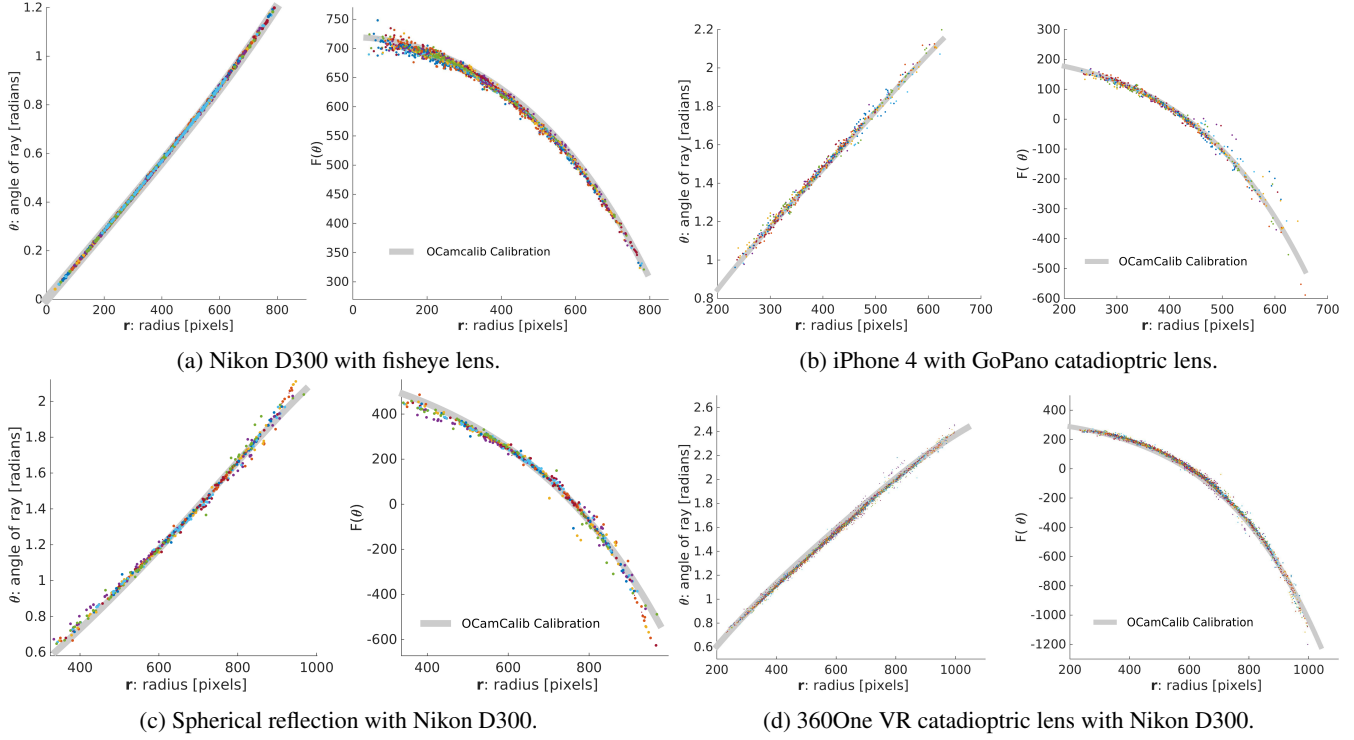 1.2
1
0.8
0.6
0.4
0.2
0
θ: angle of ray [radians]
0 200 400 600 800
r: radius [pixels]
750
700
650
600
550
500
450
400
350
300
F(θ)
OCamcalib Calibration
0 200 400 600 800
r: radius [pixels]
(a) Nikon D300 with fisheye lens.
2.2
2
1.8
1.6
1.4
1.2
1
0.8
θ: angle of ray [radians]
200 300 400 500 600 700
r: radius [pixels]
300
200
100
0
-100
-200
-300
-400
-500
-600
F( θ)
OCamCalib Calibration
200 300 400 500 600 700
r: radius [pixels]
(b) iPhone 4 with GoPano catadioptric lens.
2
1.8
1.6
1.4
1.2
1
0.8
0.6
θ: angle of ray [radians]
400 600 800 1000
r: radius [pixels]
400
200
0
-200
-400
-600
F(θ)
OCamCalib Calibration
400 600 800
r: radius [pixels]
(c) Spherical reflection with Nikon D300.
2.6
2.4
2.2
2
1.8
1.6
1.4
1.2
1
0.8
0.6
θ: angle of ray [radians]
200 400 600 800 1000
r: radius [pixels]
400
200
0
-200
-400
-600
-800
-1000
-1200
F( θ)
OCamCalib Calibration
200 400 600 800 1000
r: radius [pixels]
(d) 360One VR catadioptric lens with Nikon D300.